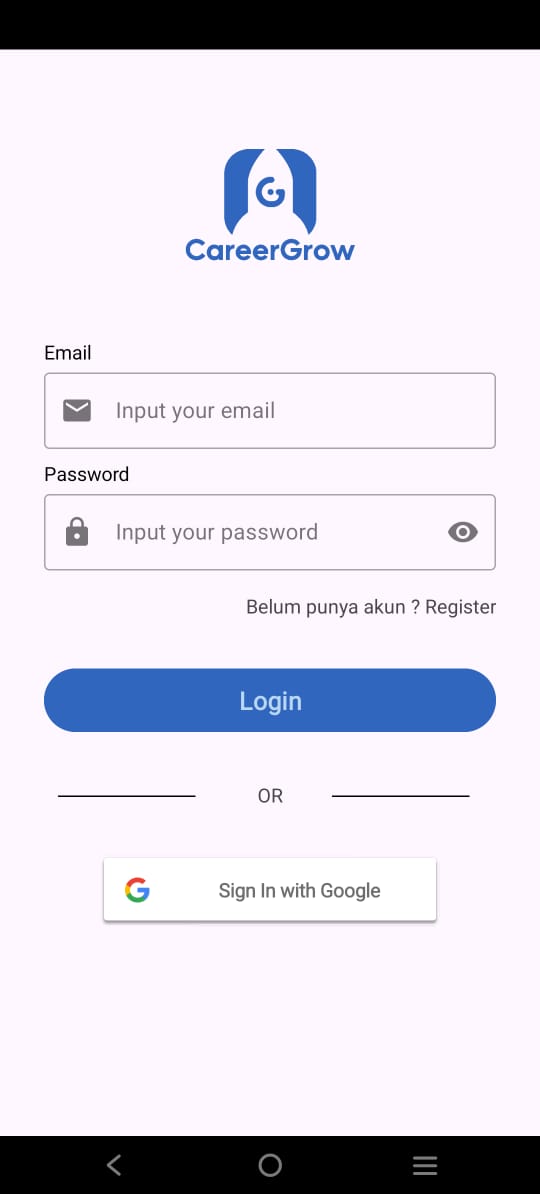 CareerGrow
Email
Input your email
Password
Input your password
Belum punya akun ? Register
Login
OR
Sign In with Google